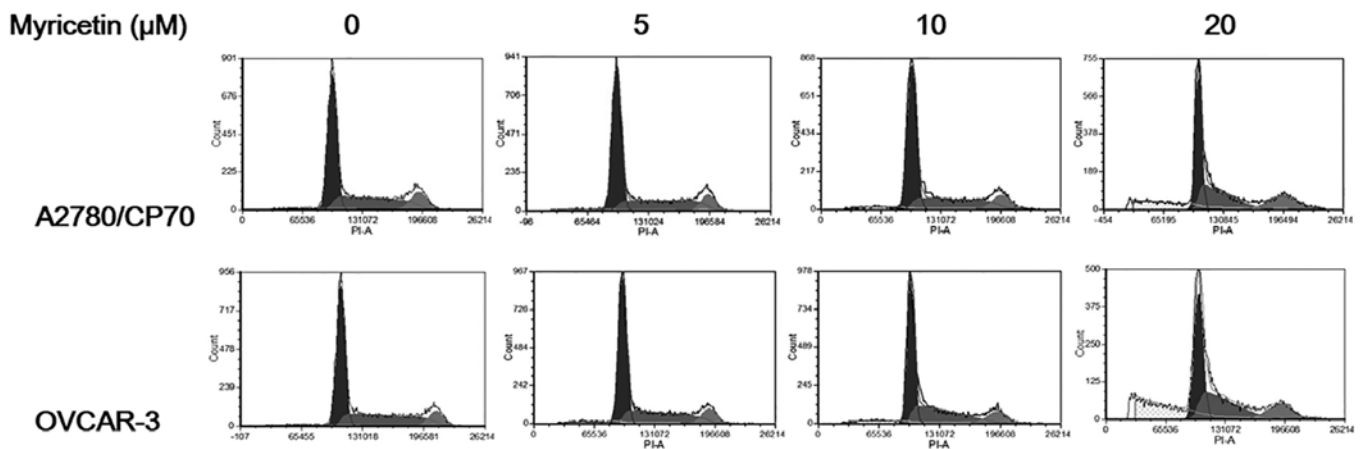 Myricetin (µM) 0 5 10 20
901 676 451 225 0
Count
0 65536 131072 196608 26214
PI-A
941 706 471 235 0
Count
-96 65464 131024 196584 26214
PI-A
868 651 434 217 0
Count
0 65536 131072 196608 26214
PI-A
755 566 378 189 0
Count
-454 65195 130845 196494 26214
PI-A
A2780/CP70
956 717 478 239 0
Count
-107 65455 131018 196581 26214
PI-A
967 725 484 242 0
Count
0 65536 131072 196608 26214
PI-A
978 734 489 245 0
Count
0 65536 131072 196608 26214
PI-A
500 375 250 125 0
Count
0 65536 131072 196608 26214
PI-A
OVCAR-3